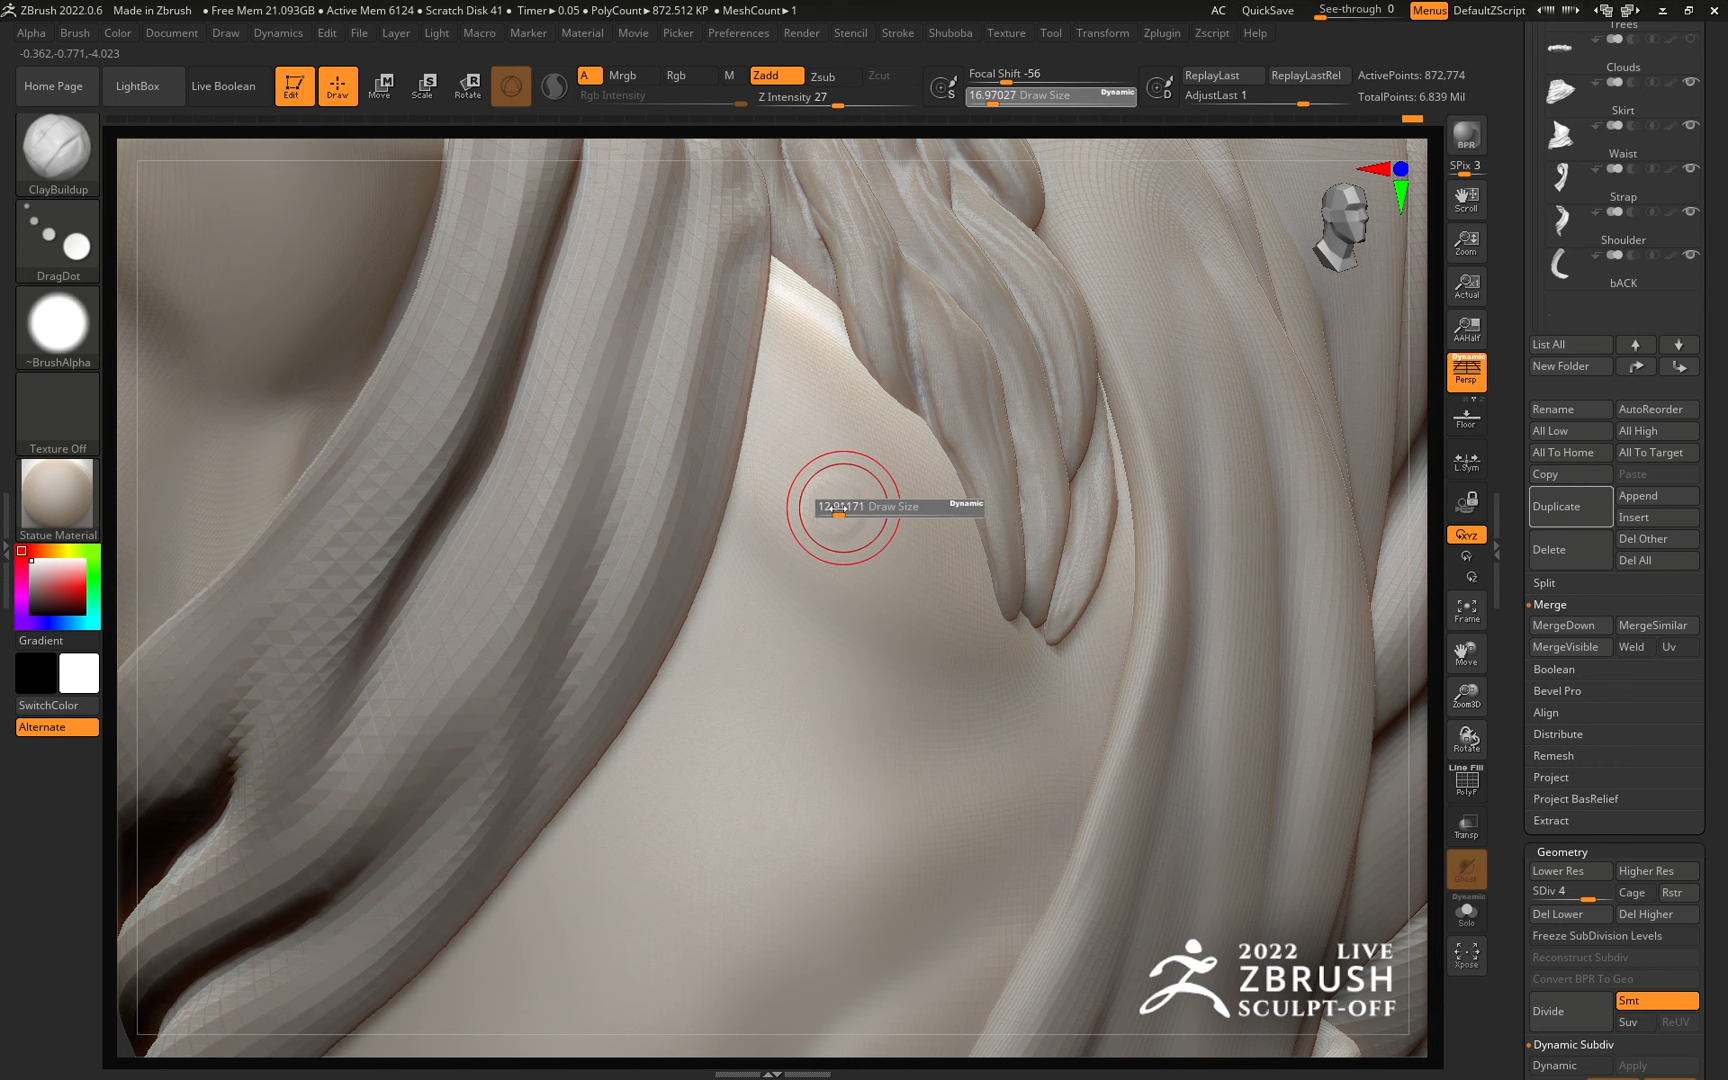 ZBrush 2022.0.6 Made in Zbrush • Free Mem 21.093GB • Active Mem 6124 • Scratch Disk 41 • Timer▸0.05 • PolyCount▸872.512 KP • MeshCount▸1 AC QuickSave See-through 0 Menus DefaultZScript
Alpha Brush Color Document Draw Dynamics Edit File Layer Light Macro Marker Material Movie Picker Preferences Render Stencil Stroke Shuboba Texture Tool Transform Zplugin Zscript Help
-0.362,-0.771,-4.023
Home Page LightBox Live Boolean Edit Draw Move Scale Rotate
A Mrgb Rgb M Zadd Zsub Zcut
Rgb Intensity Z Intensity 27
S Focal Shift -56
16.97027 Draw Size Dynamic
D ReplayLast ReplayLastRel ActivePoints: 872,774
AdjustLast 1 TotalPoints: 6.839 Mil
ClayBuildup
DragDot
~BrushAlpha
Texture Off
Statue Material
Gradient
SwitchColor
Alternate
Draw Size Dynamic
2022 LIVE
ZBRUSH
SCULPT-OFF
BPR
SPix 3
Scroll
Zoom
Actual
AAHalf
Dynamic
Persp
Floor
L.Sym
XYZ
Y
Z
Frame
Move
Zoom3D
Rotate
Line Fill
PolyF
Transp
Ghost
Dynamic
Solo
Xpose
Trees
Clouds
Skirt
Waist
Strap
Shoulder
bACK
List All
New Folder
Rename AutoReorder
All Low All High
All To Home All To Target
Copy Paste
Duplicate Append
Insert
Delete Del Other
Del All
Split
Merge
MergeDown MergeSimilar
MergeVisible Weld Uv
Boolean
Bevel Pro
Align
Distribute
Remesh
Project
Project BasRelief
Extract
Geometry
Lower Res Higher Res
SDiv 4 Cage Rstr
Del Lower Del Higher
Freeze SubDivision Levels
Reconstruct Subdiv
Convert BPR To Geo
Divide Smt
Suv ReUV
Dynamic Subdiv
Dynamic Apply